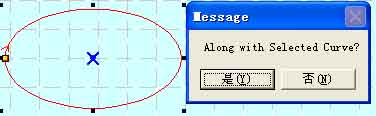 Message
Along with Selected Curve?
是(Y) 否(N)